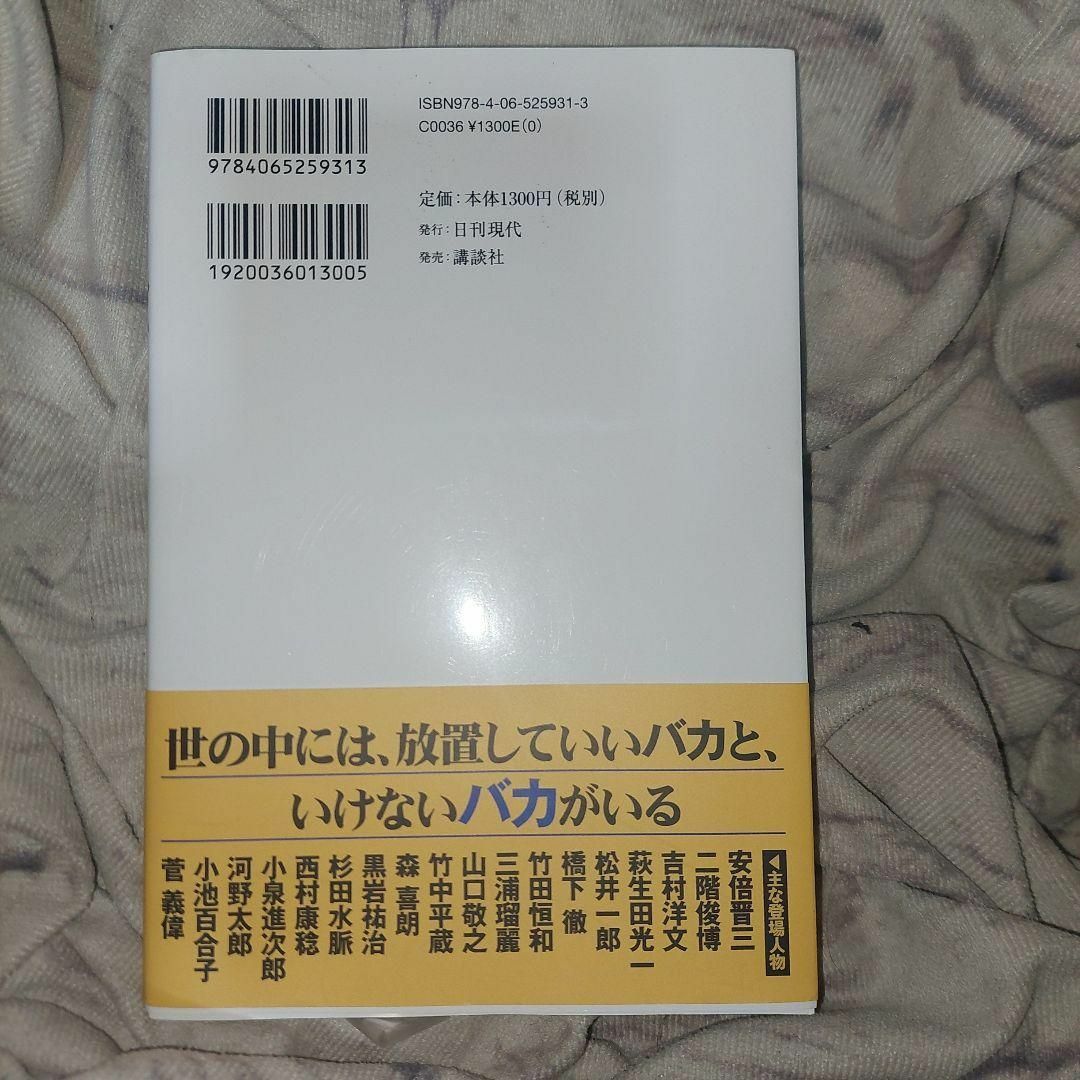 ISBN978-4-06-525931-3
C0036 ¥1300E(0)
9784065259313
定価：本体1300円(税別)
発行：日刊現代
発売：講談社
1920036013005
世の中には、放置していいバカと、
いけないバカがいる
◀主な登場人物
安倍晋三
二階俊博
吉村洋文
萩生田光一
松井一郎
橋下 徹
竹田恒和
三浦瑠麗
山口敬之
竹中平蔵
森 喜朗
黒岩祐治
杉田水脈
西村康稔
小泉進次郎
河野太郎
小池百合子
菅 義偉